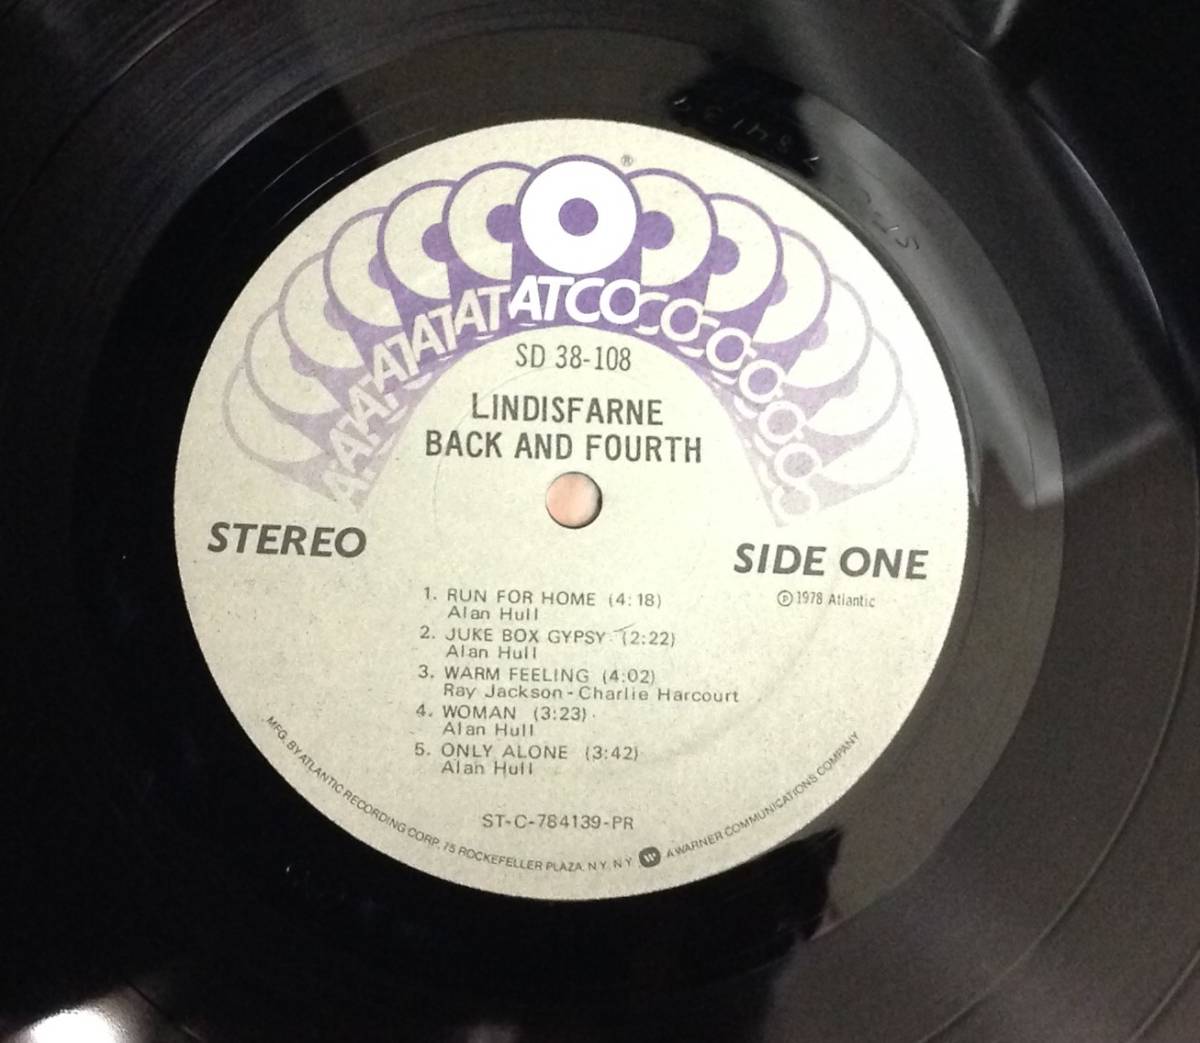 ®
ATCO
SD 38-108
LINDISFARNE
BACK AND FOURTH
STEREO
SIDE ONE
℗ 1978 Atlantic
1. RUN FOR HOME (4:18)
Alan Hull
2. JUKE BOX GYPSY (2:22)
Alan Hull
3. WARM FEELING (4:02)
Ray Jackson - Charlie Harcourt
4. WOMAN (3:23)
Alan Hull
5. ONLY ALONE (3:42)
Alan Hull
ST-C-784139-PR
MFG. BY ATLANTIC RECORDING CORP. 75 ROCKEFELLER PLAZA, N.Y. N.Y. A WARNER COMMUNICATIONS COMPANY